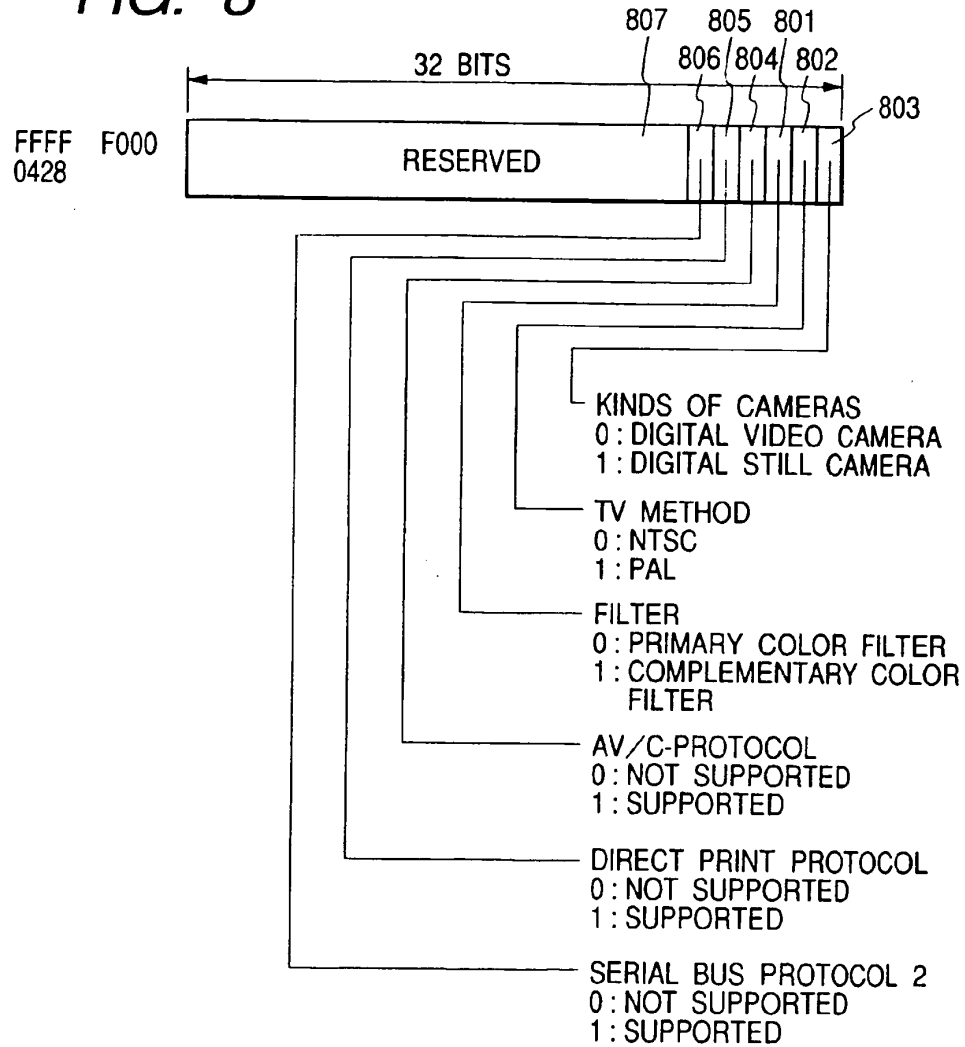 FIG. 8
807 805 801
806 804 802
32 BITS
803
FFFF F000
0428
RESERVED
KINDS OF CAMERAS
0: DIGITAL VIDEO CAMERA
1: DIGITAL STILL CAMERA
TV METHOD
0: NTSC
1: PAL
FILTER
0: PRIMARY COLOR FILTER
1: COMPLEMENTARY COLOR
FILTER
AV/C-PROTOCOL
0: NOT SUPPORTED
1: SUPPORTED
DIRECT PRINT PROTOCOL
0: NOT SUPPORTED
1: SUPPORTED
SERIAL BUS PROTOCOL 2
0: NOT SUPPORTED
1: SUPPORTED